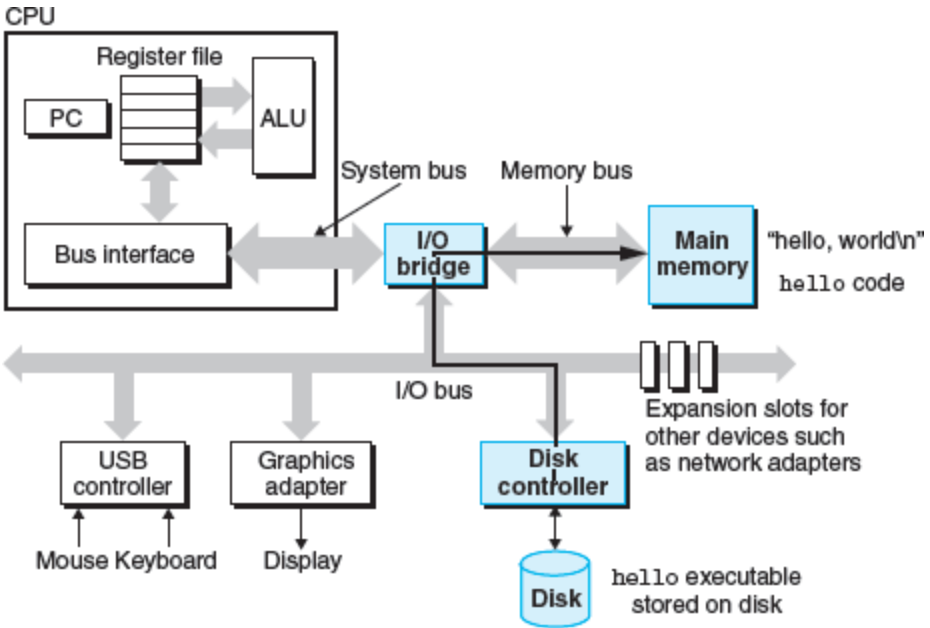 CPU
Register file
PC
ALU
System bus
Memory bus
Bus interface
I/O
bridge
Main
memory
“hello, world\n”
hello code
I/O bus
Expansion slots for
other devices such
as network adapters
USB
controller
Graphics
adapter
Disk
controller
Mouse Keyboard
Display
Disk
hello executable
stored on disk